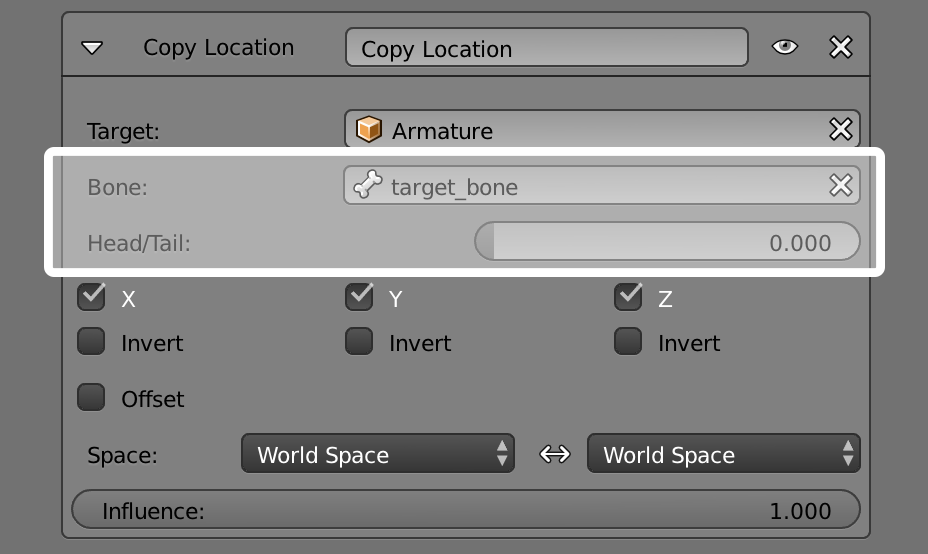 Copy Location Copy Location
Target: Armature
Bone: target_bone
Head/Tail: 0.000
X Y Z
Invert Invert Invert
Offset
Space: World Space World Space
Influence: 1.000